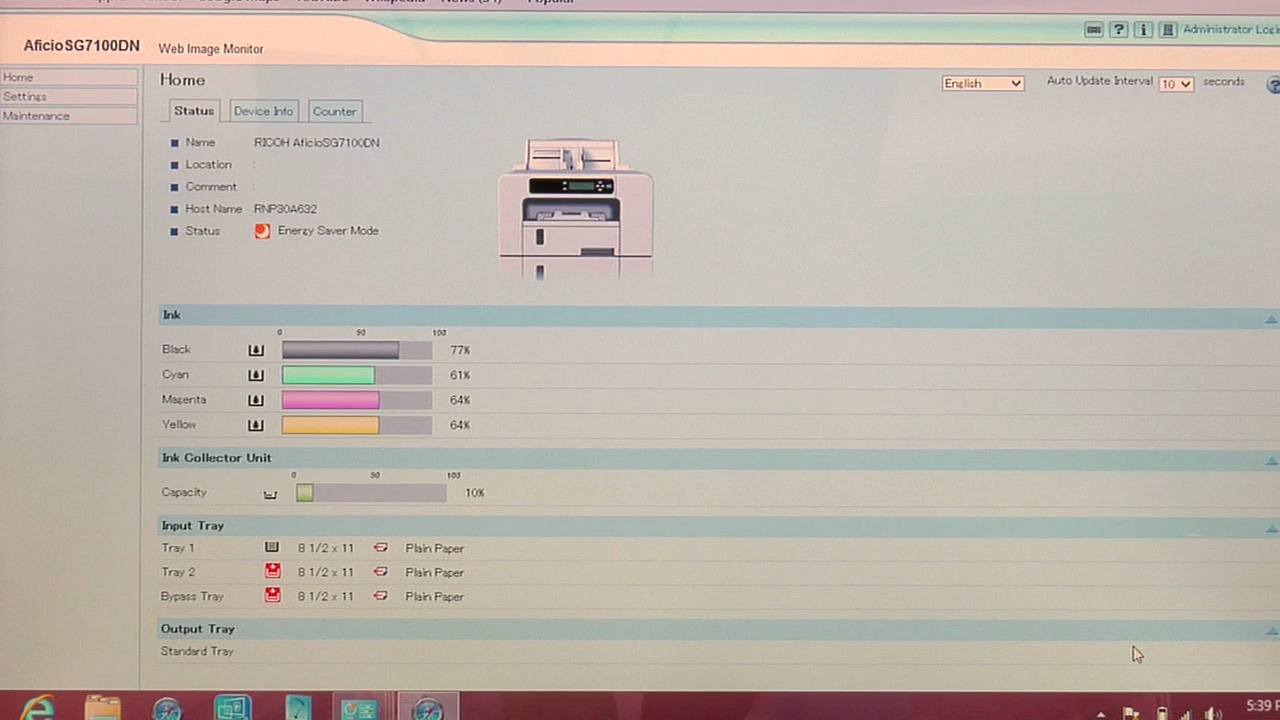 AficioSG7100DN Web Image Monitor
Administrator Login
Home
Settings
Maintenance
Home
English
Auto Update Interval 10 seconds
Status Device Info Counter
Name RICOH AficioSG7100DN
Location :
Comment :
Host Name RNP30A632
Status Energy Saver Mode
Ink
0 50 100
Black 77%
Cyan 61%
Magenta 64%
Yellow 64%
Ink Collector Unit
0 50 100
Capacity 10%
Input Tray
Tray 1 8 1/2 x 11 Plain Paper
Tray 2 8 1/2 x 11 Plain Paper
Bypass Tray 8 1/2 x 11 Plain Paper
Output Tray
Standard Tray
5:39 P